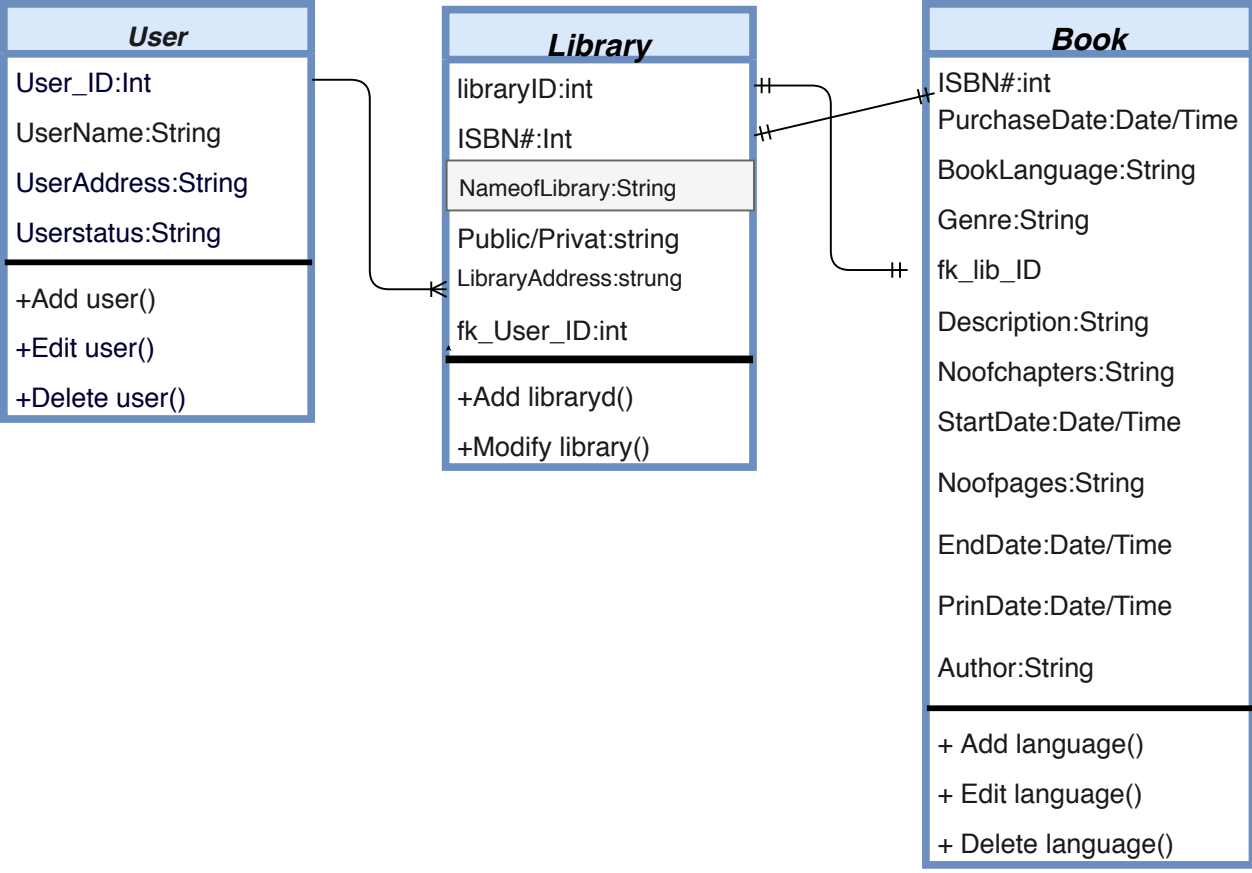 User
User_ID:Int
UserName:String
UserAddress:String
Userstatus:String
+Add user()
+Edit user()
+Delete user()
Library
libraryID:int
ISBN#:Int
NameofLibrary:String
Public/Privat:string
LibraryAddress:strung
fk_User_ID:int
+Add libraryd()
+Modify library()
Book
ISBN#:int
PurchaseDate:Date/Time
BookLanguage:String
Genre:String
fk_lib_ID
Description:String
Noofchapters:String
StartDate:Date/Time
Noofpages:String
EndDate:Date/Time
PrinDate:Date/Time
Author:String
+ Add language()
+ Edit language()
+ Delete language()